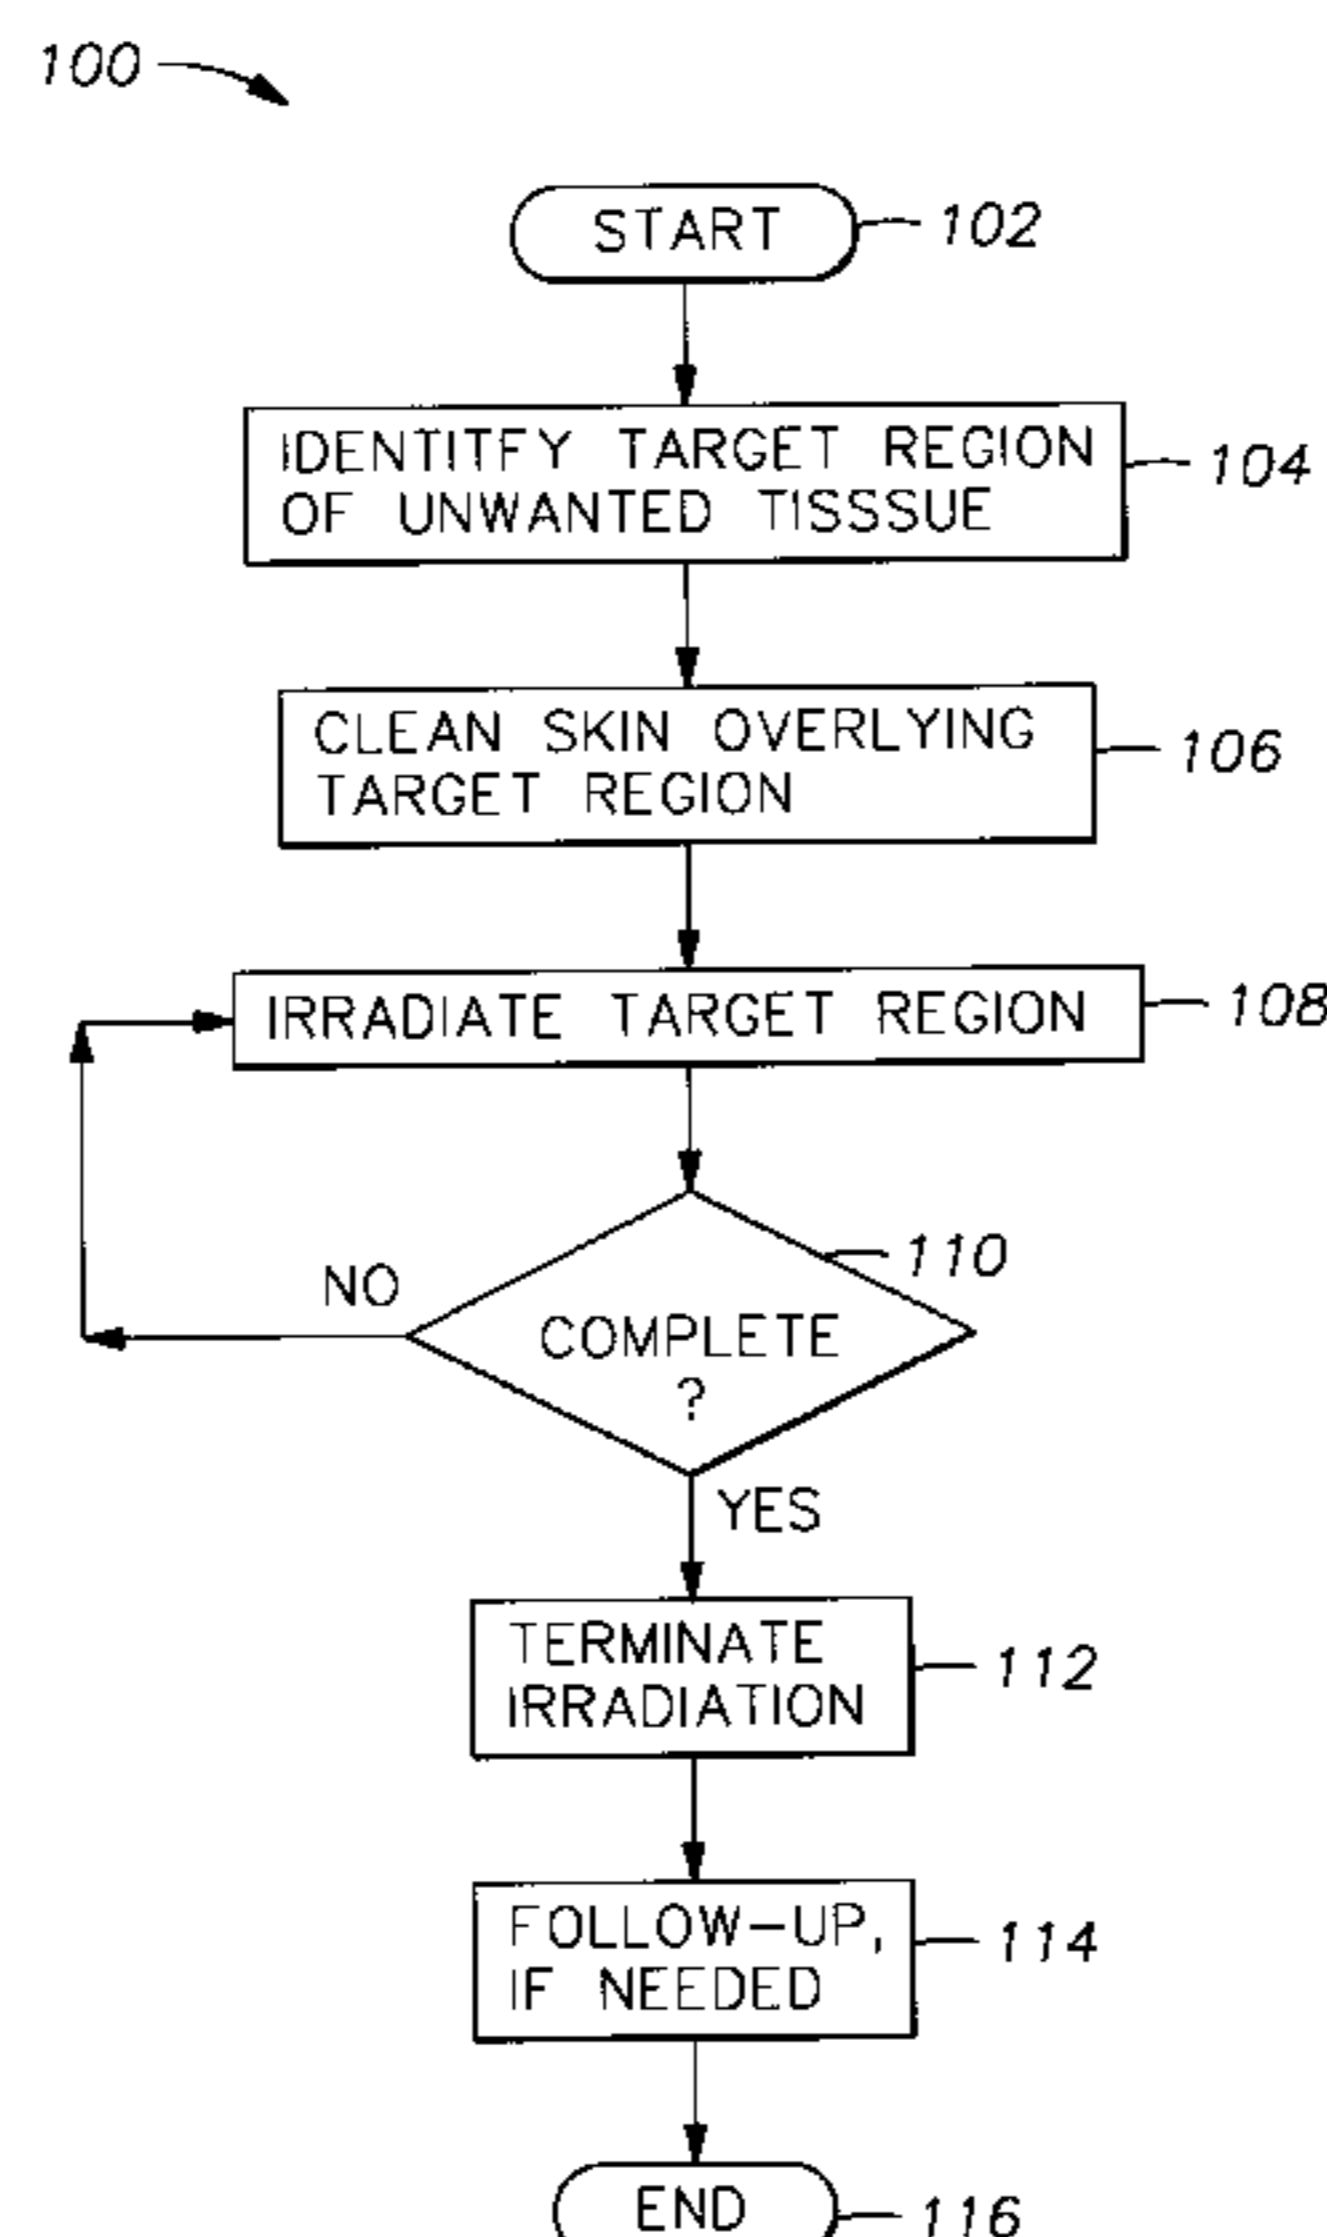 100
START 102
IDENTITFY TARGET REGION
OF UNWANTED TISSSUE
104
CLEAN SKIN OVERLYING
TARGET REGION
106
IRRADIATE TARGET REGION 108
110
NO
COMPLETE
?
YES
TERMINATE
IRRADIATION
112
FOLLOW-UP,
IF NEEDED
114
END 116